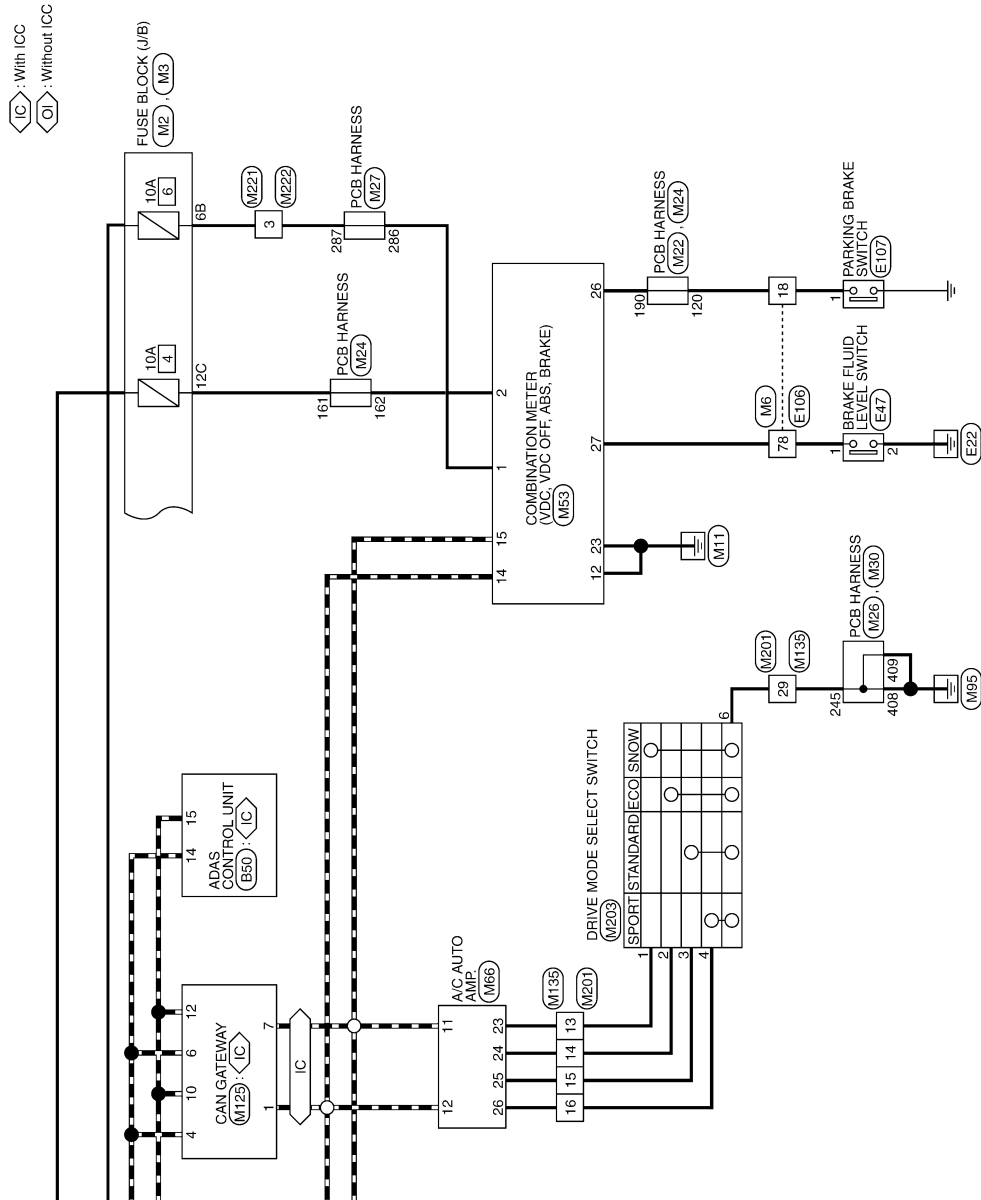 IC : With ICC
OI : Without ICC
FUSE BLOCK (J/B)
M2 , M3
10A
6
6B
10A
4
12C
M221
3
M222
PCB HARNESS
M27
287
286
PCB HARNESS
M24
161
162
COMBINATION METER
(VDC, VDC OFF, ABS, BRAKE)
M53
2
1
15
14
26
27
23
12
PCB HARNESS
M22 , M24
190
120
18
PARKING BRAKE
SWITCH
E107
1
M6
78
E106
BRAKE FLUID
LEVEL SWITCH
E47
1
2
E22
M11
ADAS
CONTROL UNIT
B50 : IC
15
14
CAN GATEWAY
M125 : IC
12
6
10
4
7
1
IC
A/C AUTO
AMP.
M66
11
12
23
24
25
26
M135
M201
13
14
15
16
DRIVE MODE SELECT SWITCH
M203
SPORT STANDARD ECO SNOW
1
2
3
4
6
M201
29
M135
PCB HARNESS
M26 , M30
245
409
408
M95